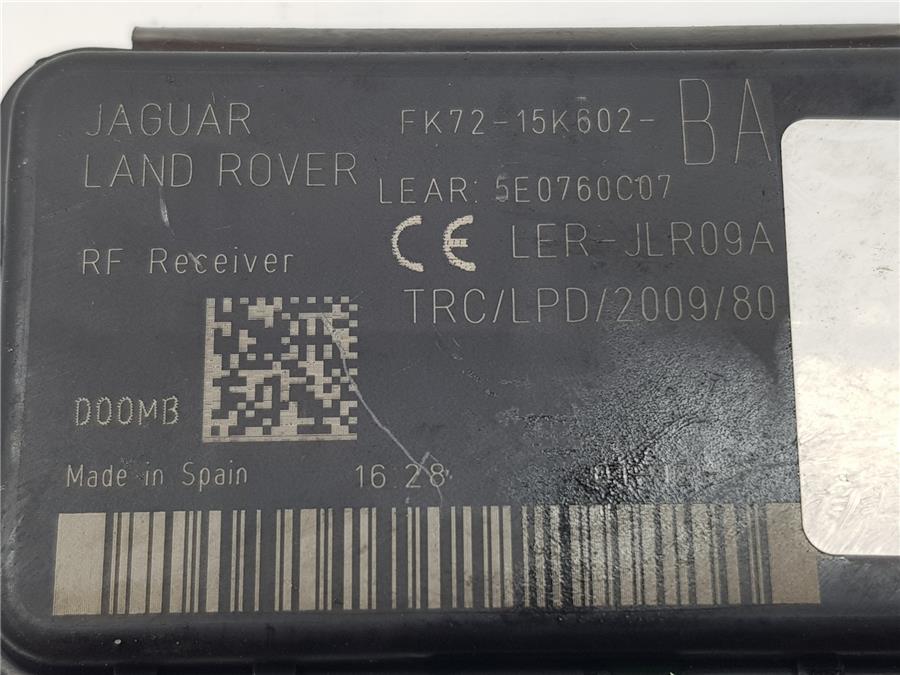 JAGUAR
LAND ROVER
FK72-15K602-BA
LEAR: 5E0760C07
CE LER-JLR09A
RF Receiver
TRC/LPD/2009/80
D00MB
Made in Spain
16:28